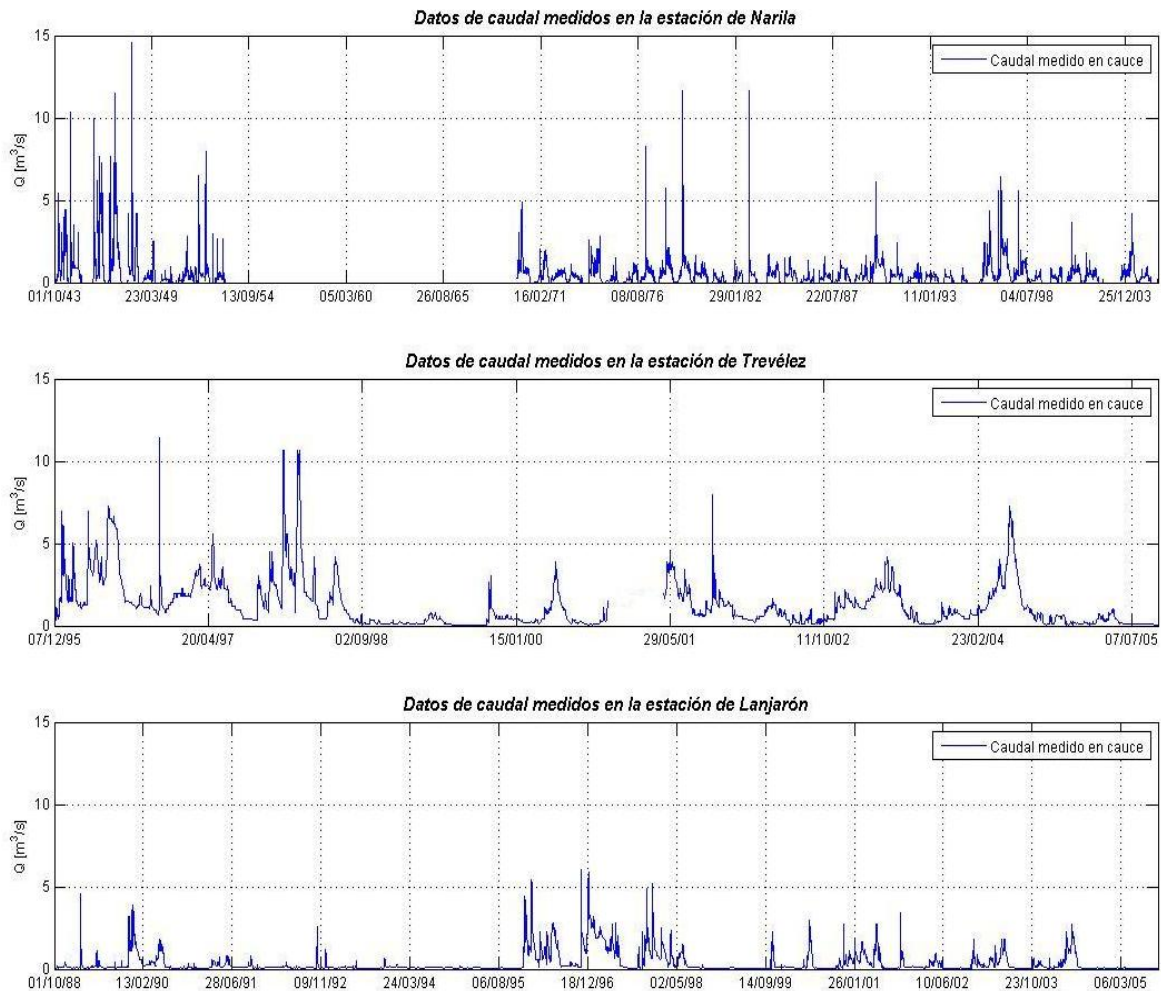 Datos de caudal medidos en la estación de Narila
15
10
5
0
Q [m³/s]
Caudal medido en cauce
01/10/43 23/03/49 13/09/54 05/03/60 26/08/65 16/02/71 08/08/76 29/01/82 22/07/87 11/01/93 04/07/98 25/12/03
Datos de caudal medidos en la estación de Trevélez
15
10
5
0
Q [m³/s]
Caudal medido en cauce
07/12/95 20/04/97 02/09/98 15/01/00 29/05/01 11/10/02 23/02/04 07/07/05
Datos de caudal medidos en la estación de Lanjarón
15
10
5
0
Q [m³/s]
Caudal medido en cauce
01/10/88 13/02/90 28/06/91 09/11/92 24/03/94 06/08/95 18/12/96 02/05/98 14/09/99 26/01/01 10/06/02 23/10/03 06/03/05